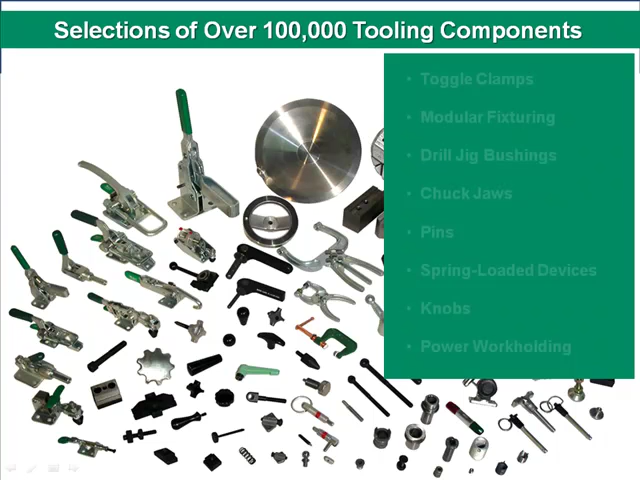 Selections of Over 100,000 Tooling Components
• Toggle Clamps
• Modular Fixturing
• Drill Jig Bushings
• Chuck Jaws
• Pins
• Spring-Loaded Devices
• Knobs
• Power Workholding